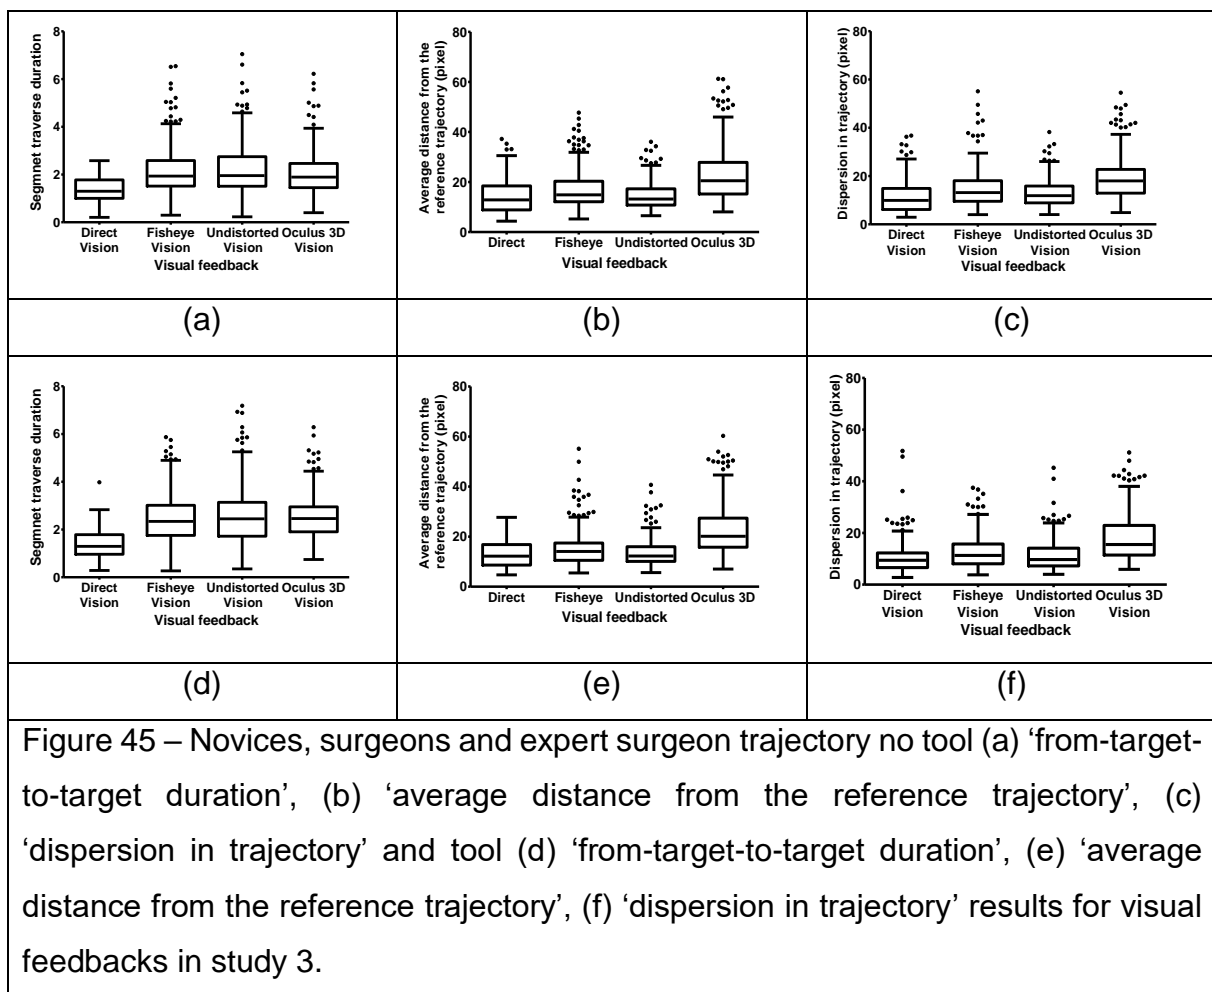 Segmnet traverse duration
8
6
4
2
0
Direct Vision
Fisheye Vision
Undistorted Vision
Oculus 3D Vision
Visual feedback
Average distance from the
reference trajectory (pixel)
80
60
40
20
0
Direct
Fisheye
Undistorted
Oculus 3D
Visual feedback
Dispersion in trajectory (pixel)
80
60
40
20
0
Direct Vision
Fisheye Vision
Undistorted Vision
Oculus 3D Vision
Visual feedback
(a)
(b)
(c)
Segmnet traverse duration
8
6
4
2
0
Direct Vision
Fisheye Vision
Undistorted Vision
Oculus 3D Vision
Visual feedback
Average distance from the
reference trajectory (pixel)
80
60
40
20
0
Direct
Fisheye
Undistorted
Oculus 3D
Visual feedback
Dispersion in trajectory (pixel)
80
60
40
20
0
Direct Vision
Fisheye Vision
Undistorted Vision
Oculus 3D Vision
Visual feedback
(d)
(e)
(f)
Figure 45 – Novices, surgeons and expert surgeon trajectory no tool (a) ‘from-target-
to-target duration’, (b) ‘average distance from the reference trajectory’, (c)
‘dispersion in trajectory’ and tool (d) ‘from-target-to-target duration’, (e) ‘average
distance from the reference trajectory’, (f) ‘dispersion in trajectory’ results for visual
feedbacks in study 3.